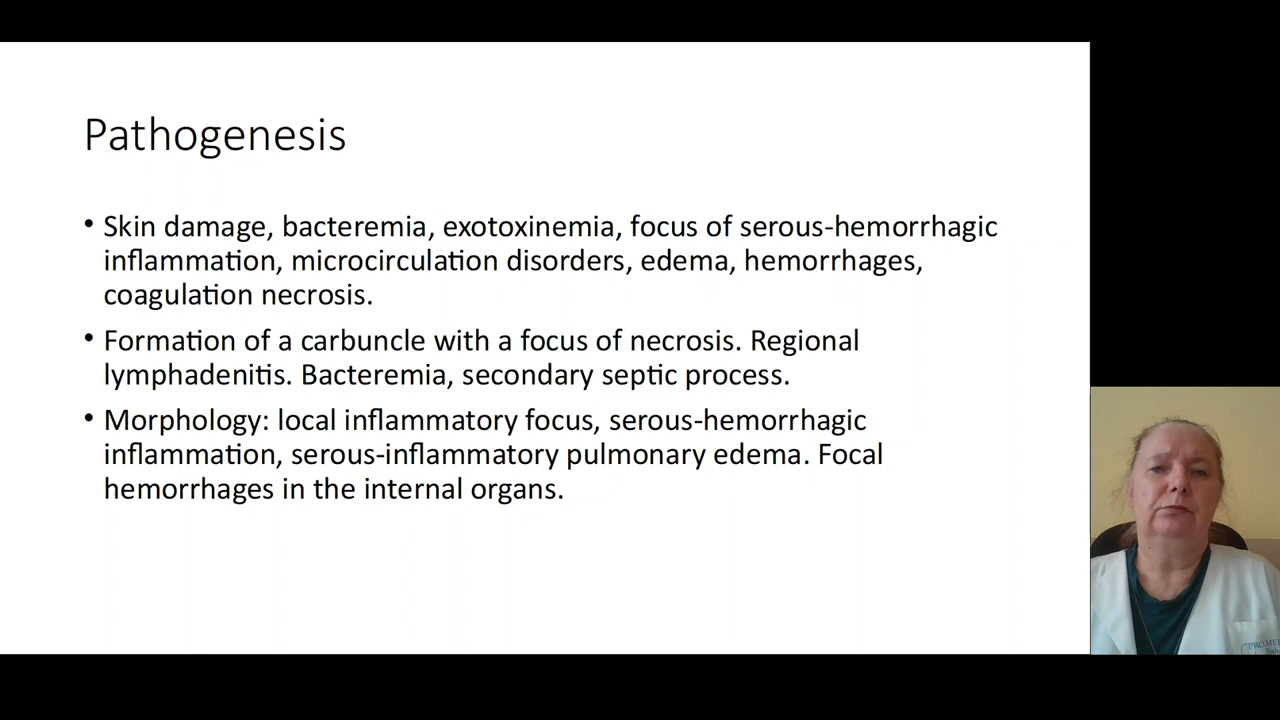 Pathogenesis
• Skin damage, bacteremia, exotoxinemia, focus of serous-hemorrhagic
inflammation, microcirculation disorders, edema, hemorrhages,
coagulation necrosis.
• Formation of a carbuncle with a focus of necrosis. Regional
lymphadenitis. Bacteremia, secondary septic process.
• Morphology: local inflammatory focus, serous-hemorrhagic
inflammation, serous-inflammatory pulmonary edema. Focal
hemorrhages in the internal organs.